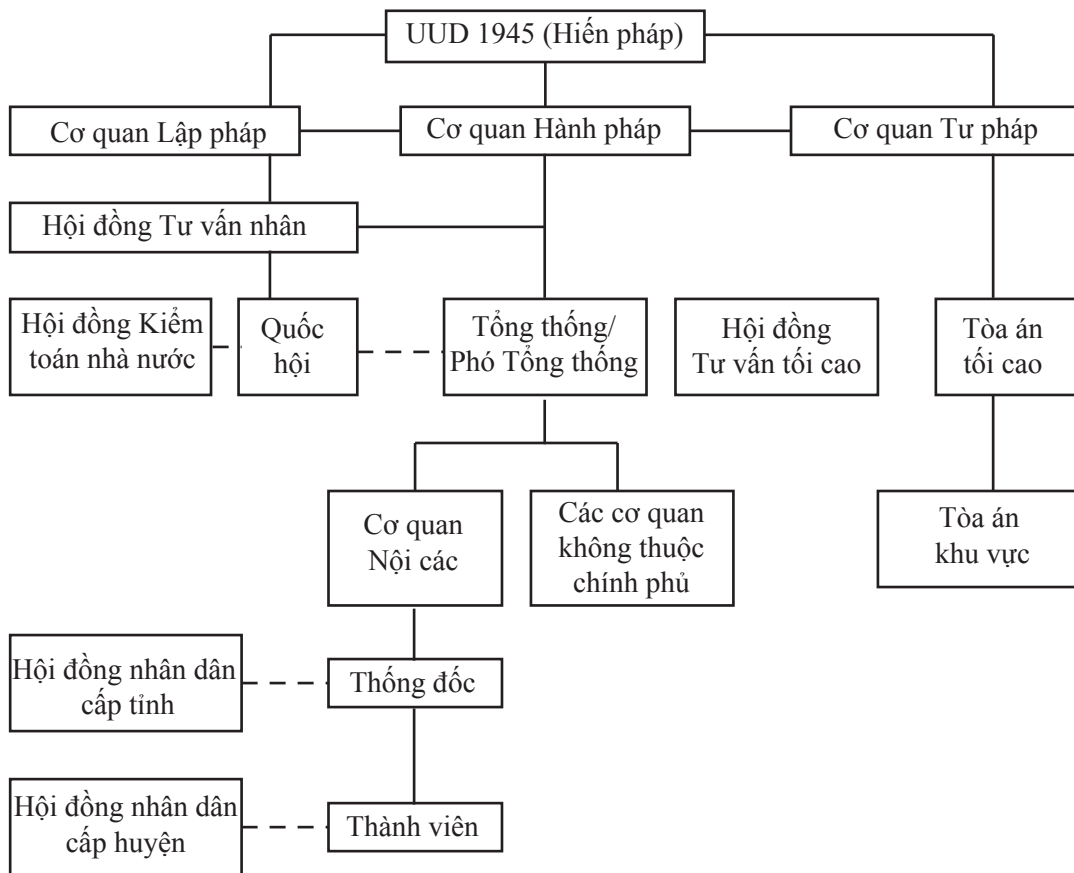 UUD 1945 (Hiến pháp)
Cơ quan Lập pháp
Cơ quan Hành pháp
Cơ quan Tư pháp
Hội đồng Tư vấn nhân
Hội đồng Kiểm
toán nhà nước
Quốc
hội
Tổng thống/
Phó Tổng thống
Hội đồng
Tư vấn tối cao
Tòa án
tối cao
Cơ quan
Nội các
Các cơ quan
không thuộc
chính phủ
Tòa án
khu vực
Hội đồng nhân dân
cấp tỉnh
Thống đốc
Hội đồng nhân dân
cấp huyện
Thành viên